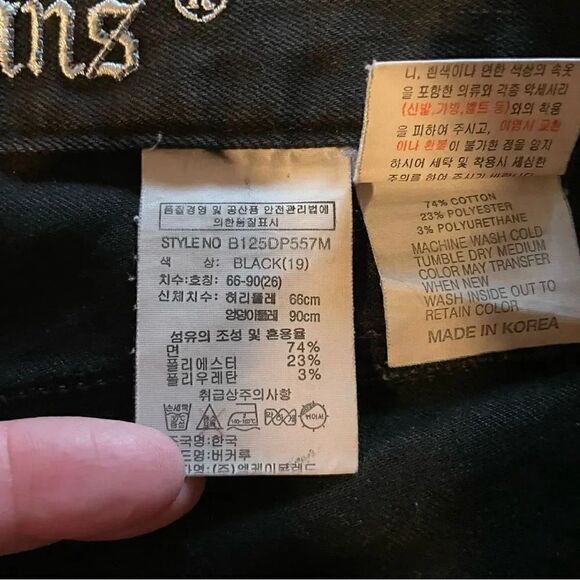 ans®
품질경영 및 공산품 안전관리법에
의한품질표시
STYLE NO B125DP557M
색 상: BLACK(19)
치수:호칭: 66-90(26)
신체치수: 허리둘레 66cm
엉덩이둘레 90cm
섬유의 조성 및 혼용율
면 74%
폴리에스터 23%
폴리우레탄 3%
취급상주의사항
조국명:한국
드명:버커루
니, 흰색이나 연한 색상의 속옷
을 포함한 의류와 각종 악세사리
(신발,가방,벨트 등)와의 착용
을 피하여 주시고, 이염시 교환
이나 환불이 불가한 점을 양지
하시어 세탁 및 착용시 세심한
주의를 하여 주시기 바랍니다
74% COTTON
23% POLYESTER
3% POLYURETHANE
MACHINE WASH COLD
TUMBLE DRY MEDIUM
COLOR MAY TRANSFER
WHEN NEW
WASH INSIDE OUT TO
RETAIN COLOR
MADE IN KOREA